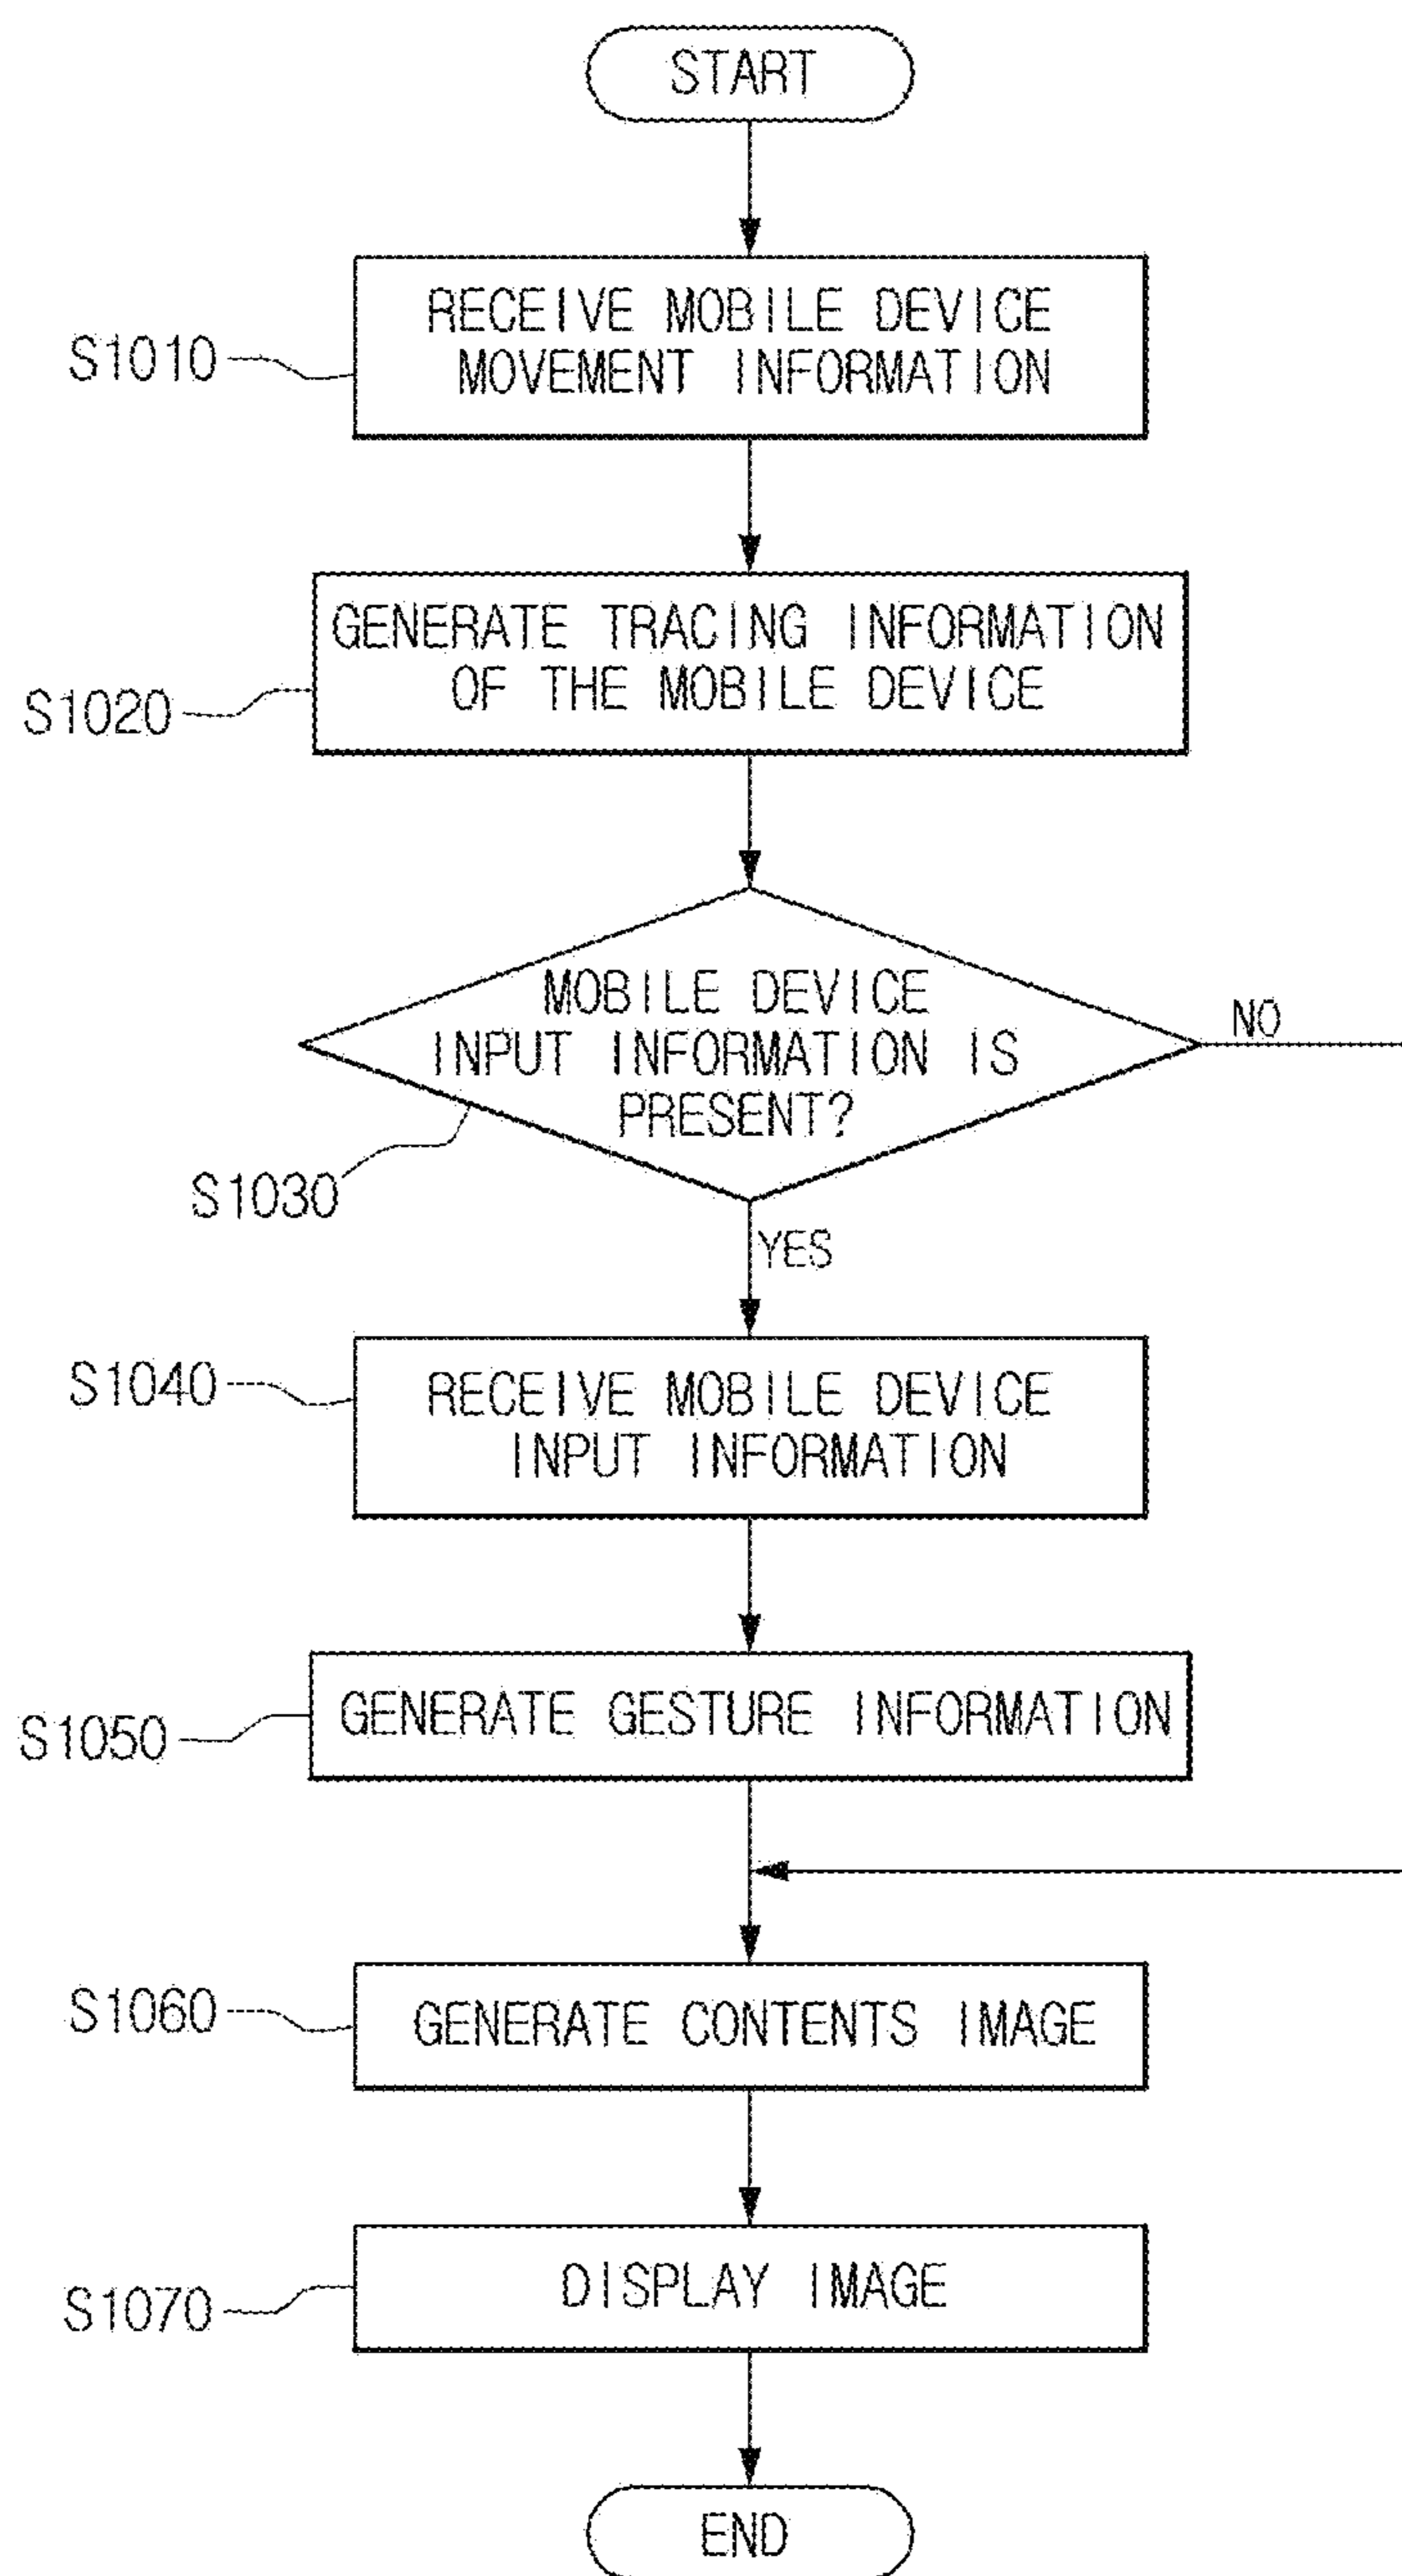 START
S1010
RECEIVE MOBILE DEVICE
MOVEMENT INFORMATION
S1020
GENERATE TRACING INFORMATION
OF THE MOBILE DEVICE
MOBILE DEVICE
INPUT INFORMATION IS
PRESENT?
NO
S1030
YES
S1040
RECEIVE MOBILE DEVICE
INPUT INFORMATION
S1050
GENERATE GESTURE INFORMATION
S1060
GENERATE CONTENTS IMAGE
S1070
DISPLAY IMAGE
END